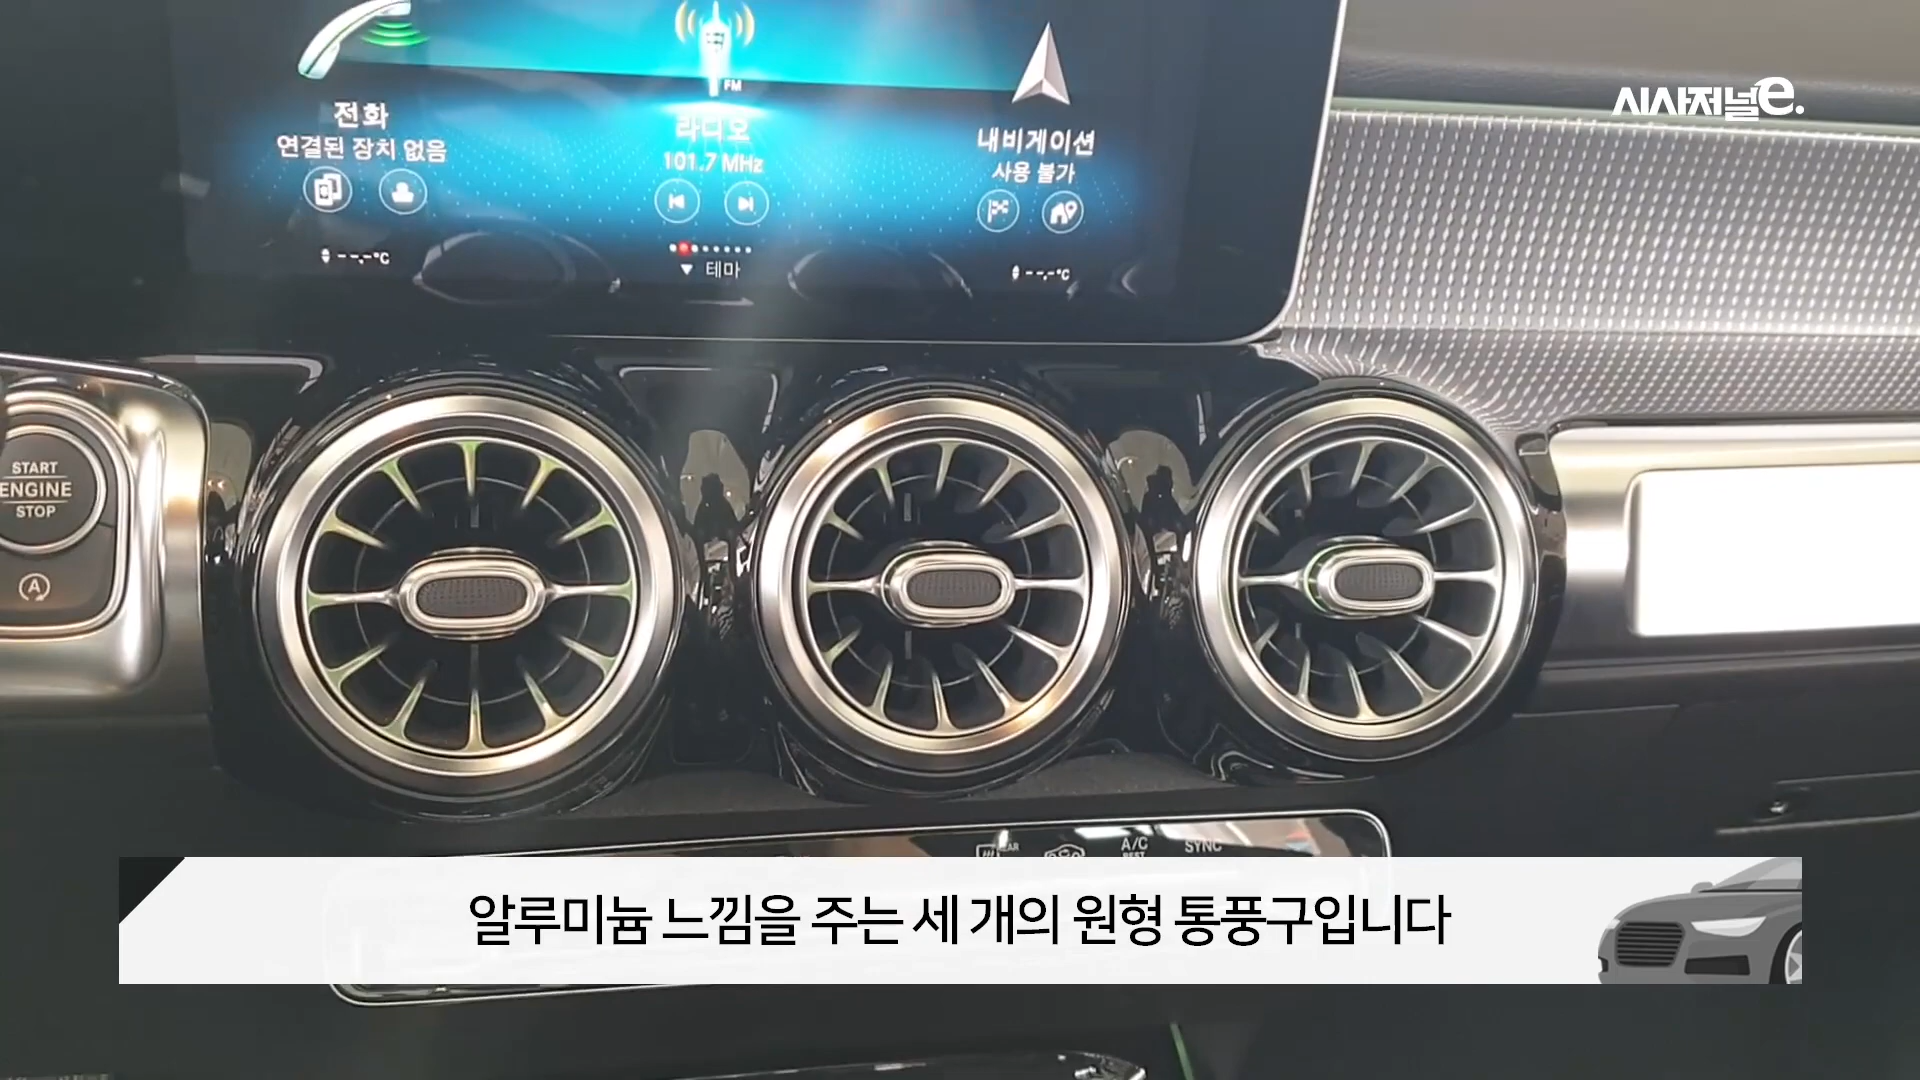 시사저널e.
FM
전화
연결된 장치 없음
라디오
101.7 MHz
내비게이션
사용 불가
--,-°C
테마
--,-°C
START
ENGINE
STOP
A
REAR
A/C
REST
SYNC
알루미늄 느낌을 주는 세 개의 원형 통풍구입니다